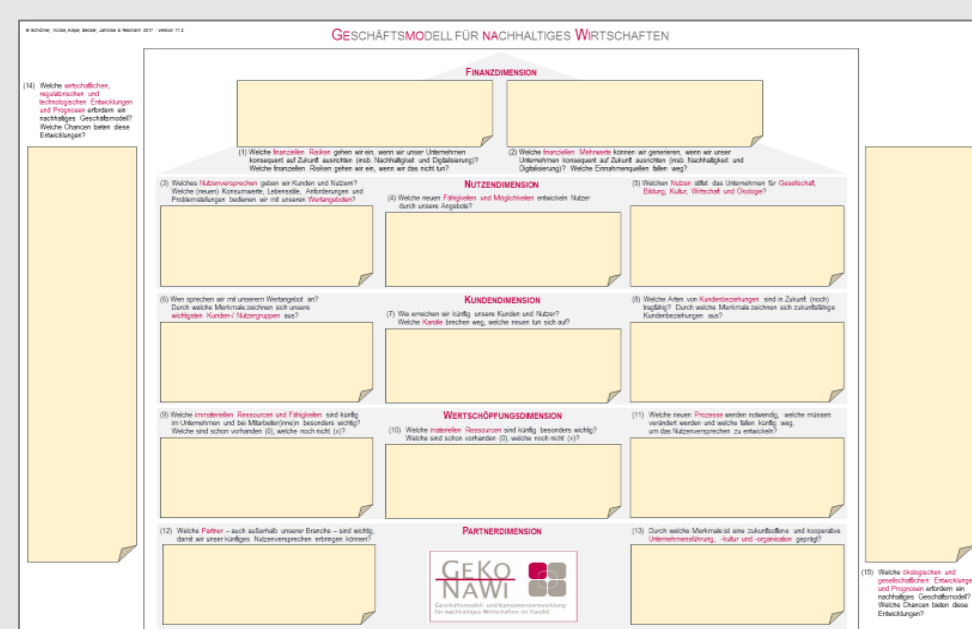 © Schlömer, Wicke, Kiepe, Becker, Jahncke & Rebmann 2017 - Version 17.2
GESCHÄFTSMODELL FÜR NACHHALTIGES WIRTSCHAFTEN
FINANZDIMENSION
(14) Welche wirtschaftlichen,
regulatorischen und
technologischen Entwicklungen
und Prognosen erfordern ein
nachhaltiges Geschäftsmodell?
Welche Chancen bieten diese
Entwicklungen?
(1) Welche finanziellen Risiken gehen wir ein, wenn wir unser Unternehmen
konsequent auf Zukunft ausrichten (insb. Nachhaltigkeit und Digitalisierung)?
Welche finanziellen Risiken gehen wir ein, wenn wir das nicht tun?
(2) Welche finanziellen Mehrwerte können wir generieren, wenn wir unser
Unternehmen konsequent auf Zukunft ausrichten (insb. Nachhaltigkeit und
Digitalisierung)? Welche Einnahmenquellen fallen weg?
(3) Welches Nutzenversprechen geben wir Kunden und Nutzern?
Welche (neuen) Konsumwerte, Lebensstile, Anforderungen und
Problemstellungen bedienen wir mit unseren Wertangeboten?
NUTZENDIMENSION
(4) Welche neuen Fähigkeiten und Möglichkeiten entwickeln Nutzer
durch unsere Angebote?
(5) Welchen Nutzen stiftet das Unternehmen für Gesellschaft,
Bildung, Kultur, Wirtschaft und Ökologie?
(6) Wen sprechen wir mit unserem Wertangebot an?
Durch welche Merkmale zeichnen sich unsere
wichtigsten Kunden-/ Nutzergruppen aus?
KUNDENDIMENSION
(7) Wie erreichen wir künftig unsere Kunden und Nutzer?
Welche Kanäle brechen weg, welche neuen tun sich auf?
(8) Welche Arten von Kundenbeziehungen sind in Zukunft (noch)
tragfähig? Durch welche Merkmale zeichnen sich zukunftsfähige
Kundenbeziehungen aus?
(9) Welche immateriellen Ressourcen und Fähigkeiten sind künftig
im Unternehmen und bei Mitarbeiter(inne)n besonders wichtig?
Welche sind schon vorhanden (0), welche noch nicht (x)?
WERTSCHÖPFUNGSDIMENSION
(10) Welche materiellen Ressourcen sind künftig besonders wichtig?
Welche sind schon vorhanden (0), welche noch nicht (x)?
(11) Welche neuen Prozesse werden notwendig, welche müssen
verändert werden und welche fallen künftig weg,
um das Nutzenversprechen zu entwickeln?
(12) Welche Partner – auch außerhalb unserer Branche – sind wichtig,
damit wir unser künftiges Nutzenversprechen erbringen können?
PARTNERDIMENSION
(13) Durch welche Merkmale ist eine zukunftsoffene und kooperative
Unternehmensführung, -kultur und -organisation geprägt?
GEKO
NAWI
Geschäftsmodell- und Kompetenzentwicklung
für nachhaltiges Wirtschaften im Handel
(15) Welche ökologischen und
gesellschaftlichen Entwicklunge
und Prognosen erfordern ein
nachhaltiges Geschäftsmodell?
Welche Chancen bieten diese
Entwicklungen?